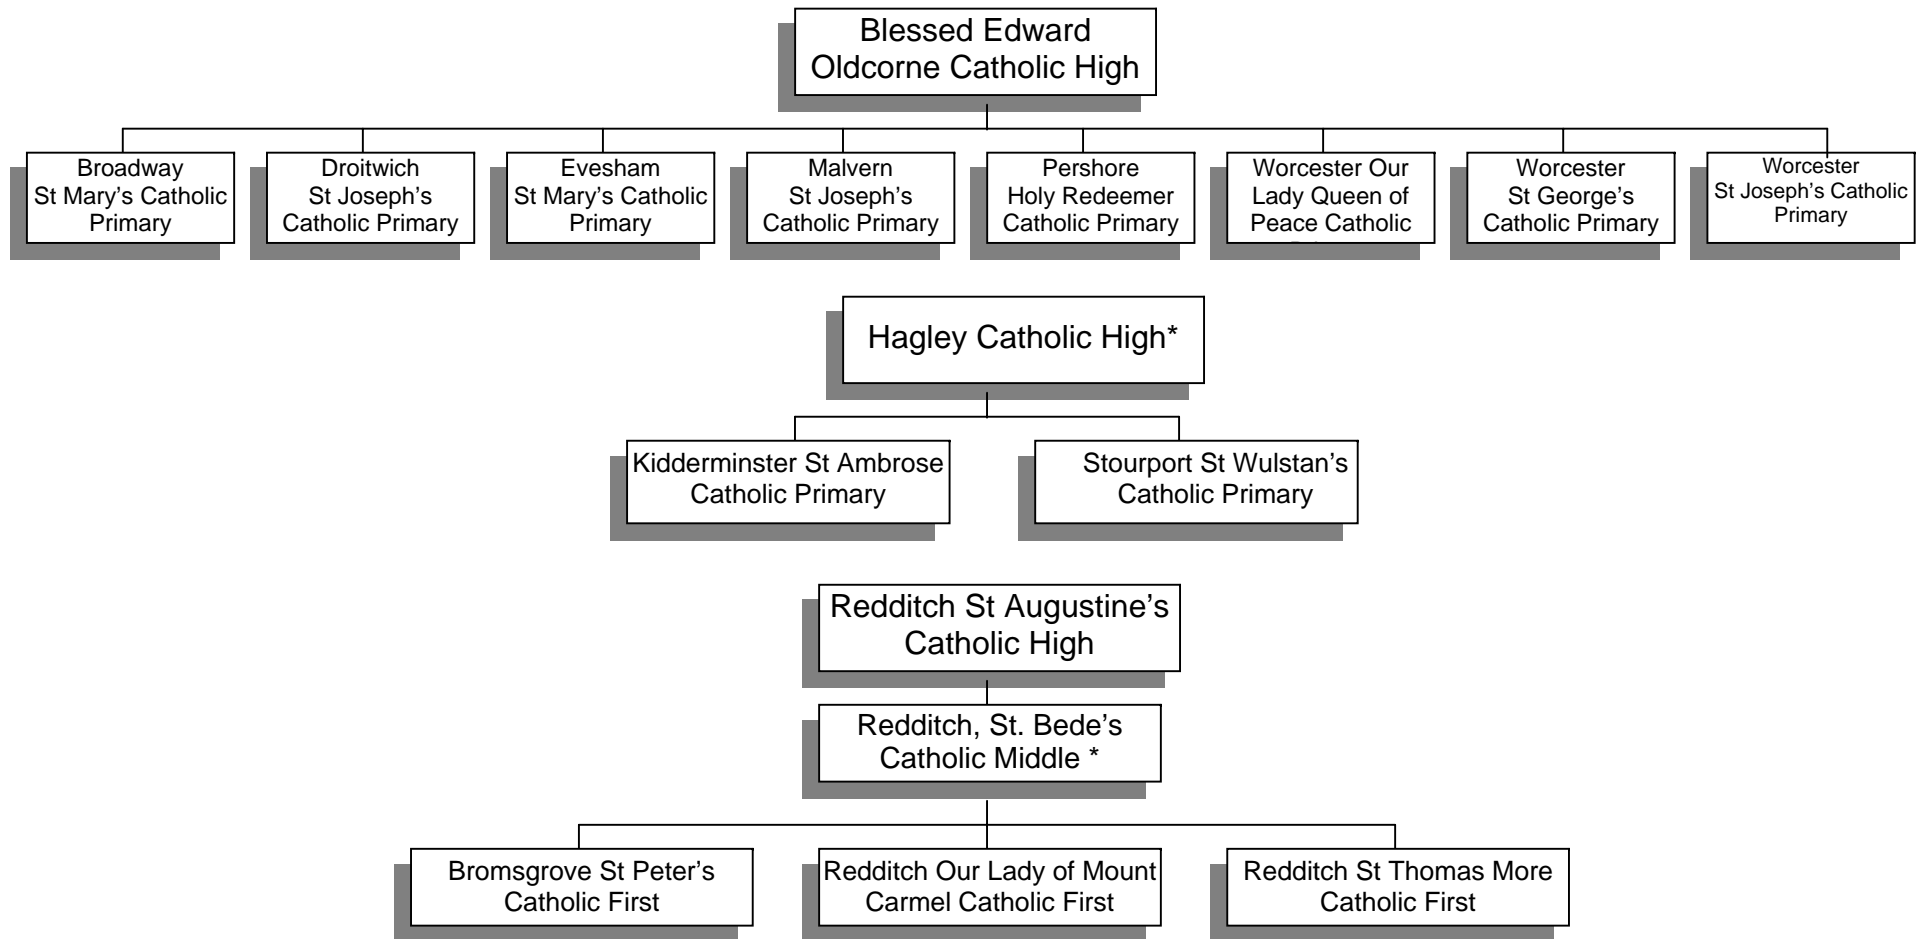 Blessed Edward
Oldcorne Catholic High
Broadway
St Mary’s Catholic
Primary
Droitwich
St Joseph’s
Catholic Primary
Evesham
St Mary’s Catholic
Primary
Malvern
St Joseph’s
Catholic Primary
Pershore
Holy Redeemer
Catholic Primary
Worcester Our
Lady Queen of
Peace Catholic
Worcester
St George’s
Catholic Primary
Worcester
St Joseph’s Catholic
Primary
Hagley Catholic High*
Kidderminster St Ambrose
Catholic Primary
Stourport St Wulstan’s
Catholic Primary
Redditch St Augustine’s
Catholic High
Redditch, St. Bede’s
Catholic Middle *
Bromsgrove St Peter’s
Catholic First
Redditch Our Lady of Mount
Carmel Catholic First
Redditch St Thomas More
Catholic First